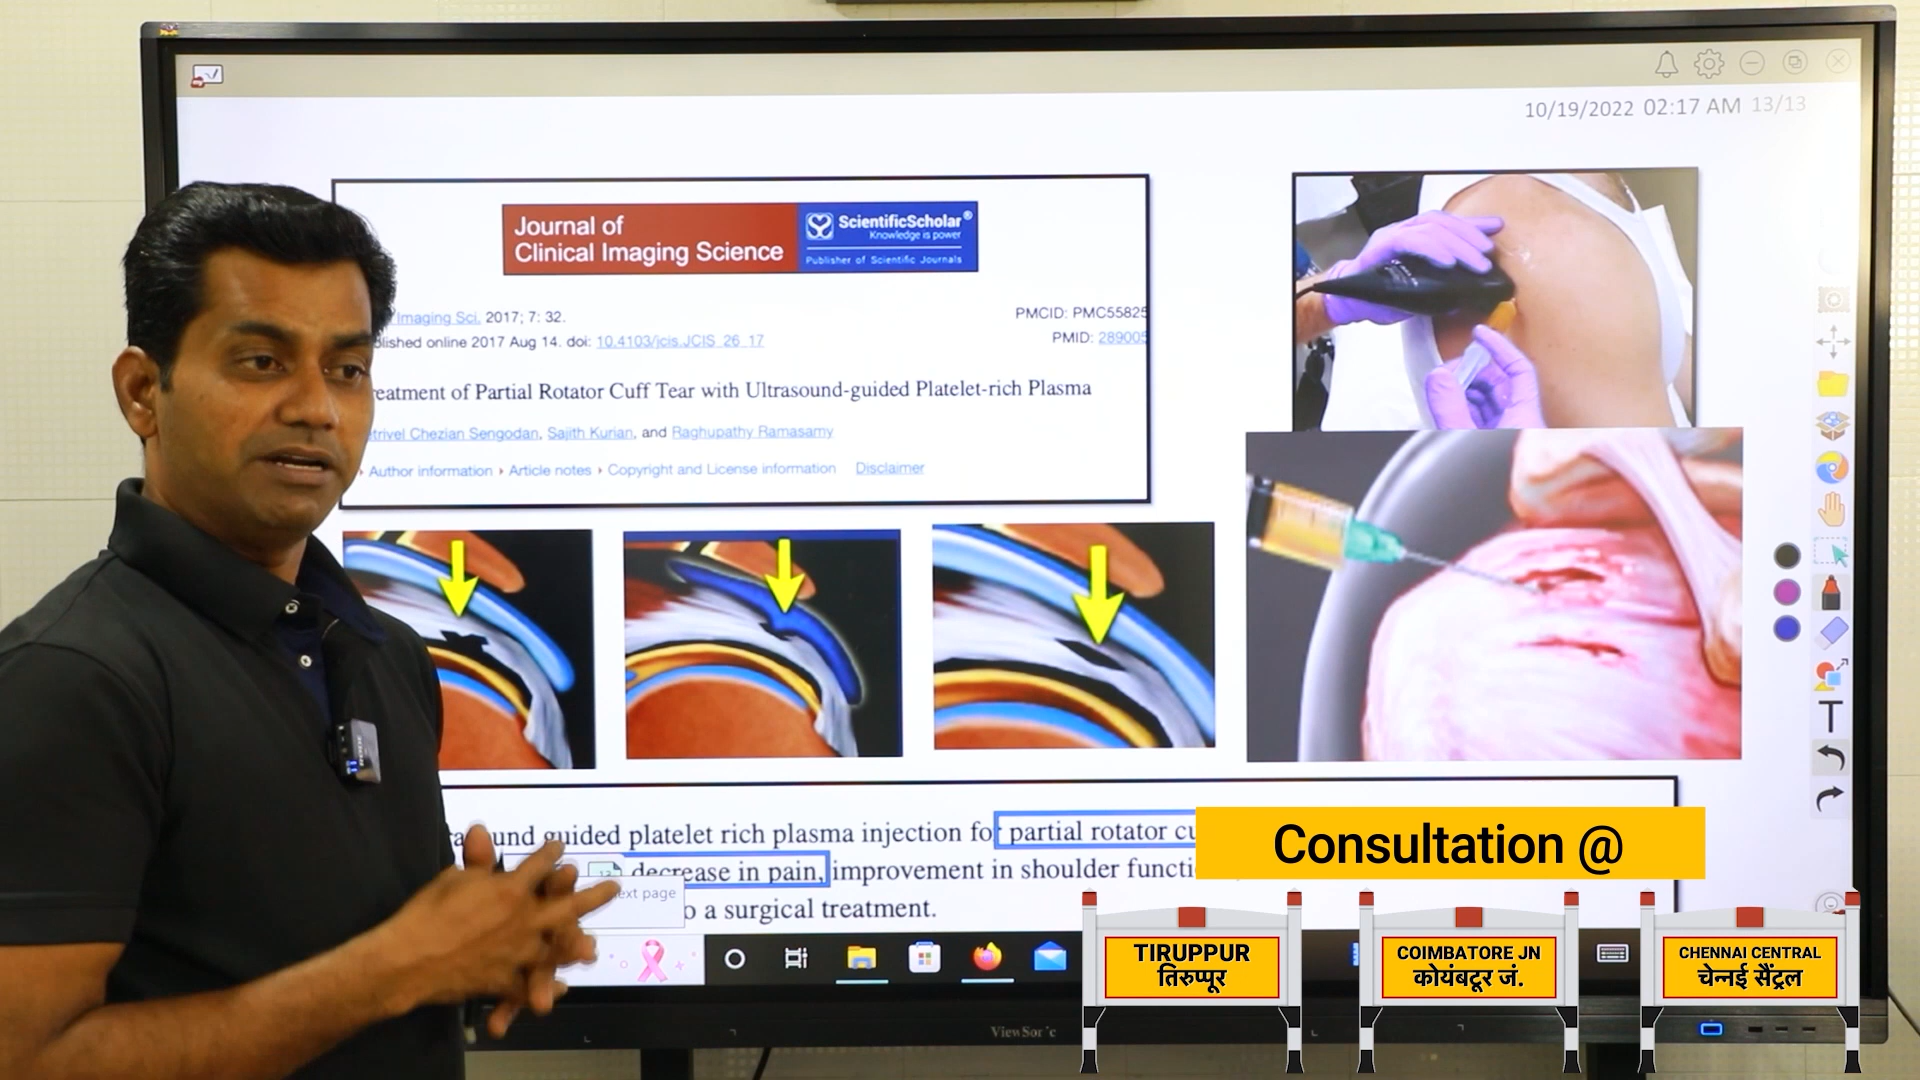 10/19/2022 02:17 AM 13/13
Journal of
Clinical Imaging Science
ScientificScholar®
Knowledge is power
Publisher of Scientific Journals
Imaging Sci. 2017; 7: 32.
PMCID: PMC55825
lished online 2017 Aug 14. doi: 10.4103/jcis.JCIS_26_17
PMID: 289005
eatment of Partial Rotator Cuff Tear with Ultrasound-guided Platelet-rich Plasma
trivel Chezian Sengodan, Sajith Kurian, and Raghupathy Ramasamy
Author information Article notes Copyright and License information Disclaimer
und guided platelet rich plasma injection for partial rotator cu
decrease in pain, improvement in shoulder functi
ext page
o a surgical treatment.
Consultation @
TIRUPPUR
तिरुप्पूर
COIMBATORE JN
कोयंबटूर जं.
CHENNAI CENTRAL
चेन्नई सैंट्रल
ViewSonic